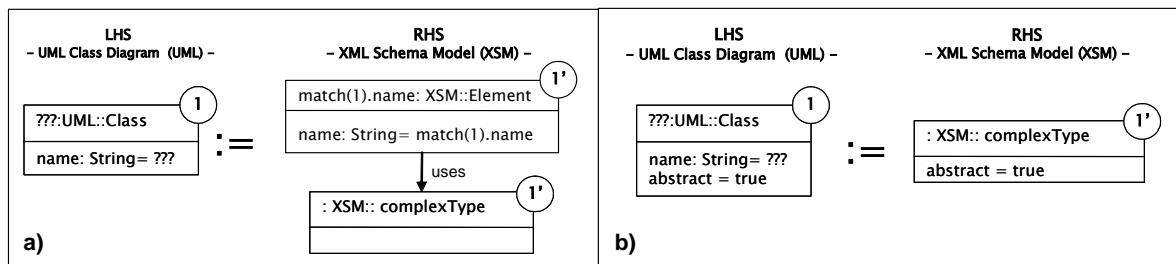 LHS
– UML Class Diagram (UML) –
RHS
– XML Schema Model (XSM) –
1
???:UML::Class
name: String= ???
:=
1'
match(1).name: XSM::Element
name: String= match(1).name
uses
1'
: XSM:: complexType
a)
LHS
– UML Class Diagram (UML) –
RHS
– XML Schema Model (XSM) –
1
???:UML::Class
name: String= ???
abstract = true
:=
1'
: XSM:: complexType
abstract = true
b)